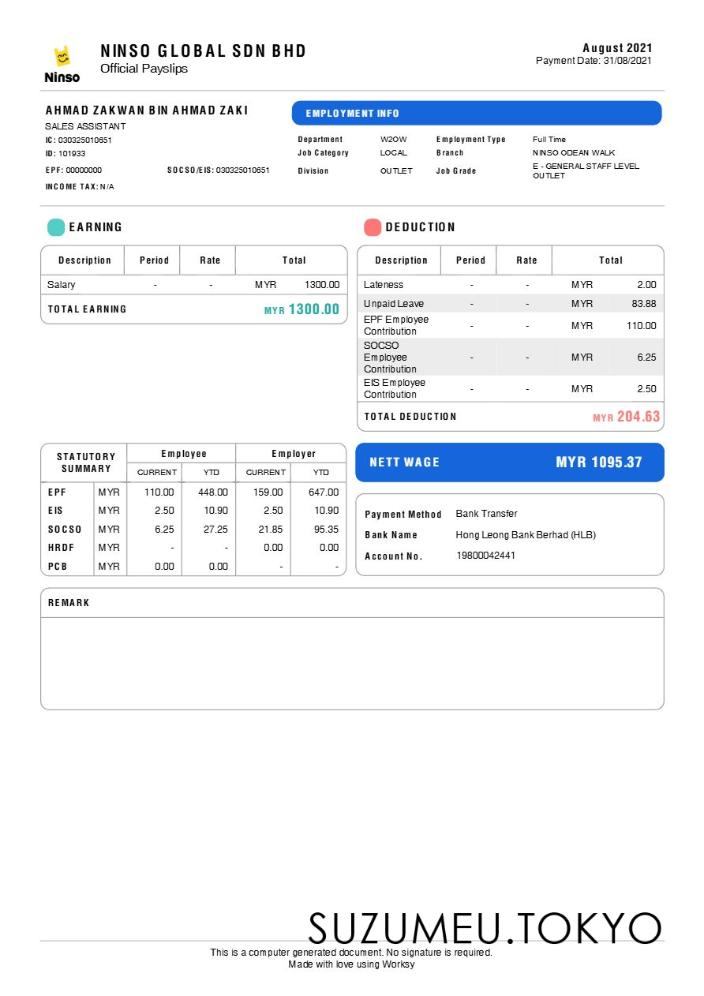 NINSO GLOBAL SDN BHD
Official Payslips
Ninso
August 2021
Payment Date: 31/08/2021
AHMAD ZAKWAN BIN AHMAD ZAKI
SALES ASSISTANT
IC: 030325010651
ID: 101933
EPF: 00000000 SOCSO/EIS: 030325010651
INCOME TAX: N/A
EMPLOYMENT INFO
Department W2OW Employment Type Full Time
Job Category LOCAL Branch NINSO ODEAN WALK
Division OUTLET Job Grade E - GENERAL STAFF LEVEL
OUTLET
EARNING
Description Period Rate Total
Salary - - MYR 1300.00
TOTAL EARNING MYR 1300.00
DEDUCTION
Description Period Rate Total
Lateness - - MYR 2.00
Unpaid Leave - - MYR 83.88
EPF Employee
Contribution - - MYR 110.00
SOCSO
Employee
Contribution - - MYR 6.25
EIS Employee
Contribution - - MYR 2.50
TOTAL DEDUCTION MYR 204.63
STATUTORY
SUMMARY
Employee Employer
CURRENT YTD CURRENT YTD
EPF MYR 110.00 448.00 159.00 647.00
EIS MYR 2.50 10.90 2.50 10.90
SOCSO MYR 6.25 27.25 21.85 95.35
HRDF MYR - - 0.00 0.00
PCB MYR 0.00 0.00 - -
NETT WAGE MYR 1095.37
Payment Method Bank Transfer
Bank Name Hong Leong Bank Berhad (HLB)
Account No. 19800042441
REMARK
SUZUMEU.TOKYO
This is a computer generated document. No signature is required.
Made with love using Worksy